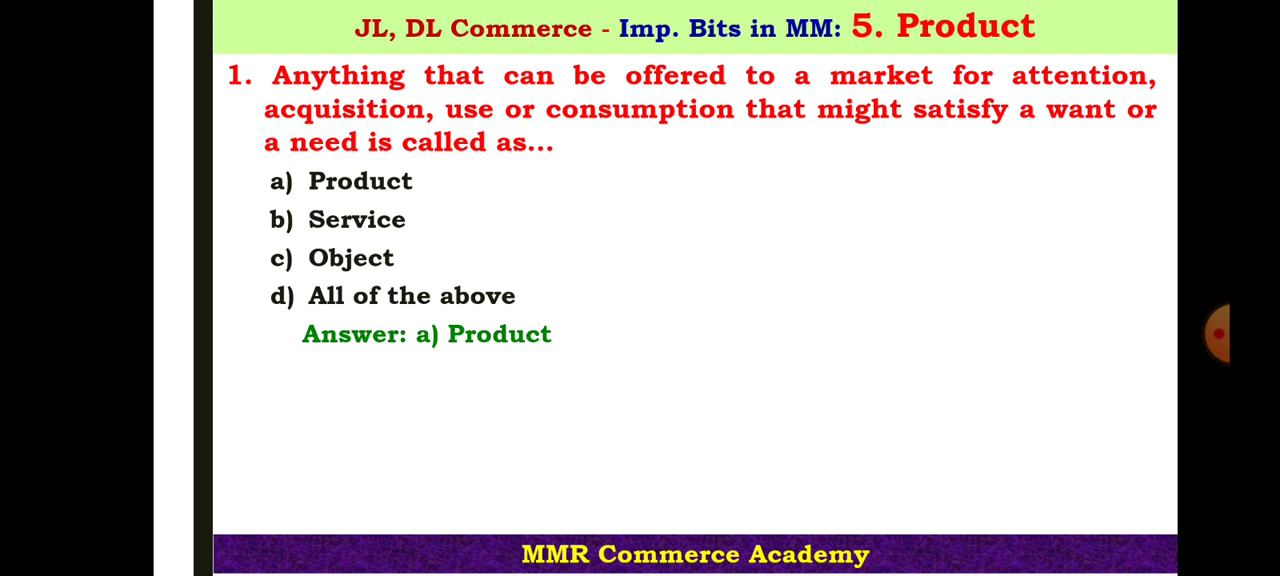 JL, DL Commerce - Imp. Bits in MM: 5. Product
1. Anything that can be offered to a market for attention,
acquisition, use or consumption that might satisfy a want or
a need is called as...
a) Product
b) Service
c) Object
d) All of the above
Answer: a) Product
MMR Commerce Academy